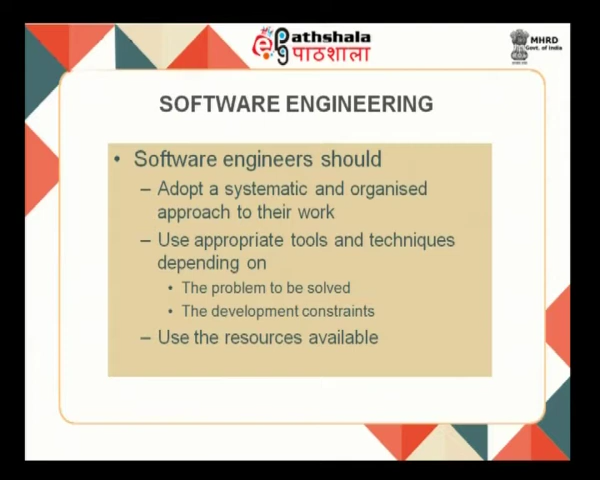 epathshala
पाठशाला
MHRD
Govt. of India
SOFTWARE ENGINEERING
• Software engineers should
– Adopt a systematic and organised
approach to their work
– Use appropriate tools and techniques
depending on
• The problem to be solved
• The development constraints
– Use the resources available